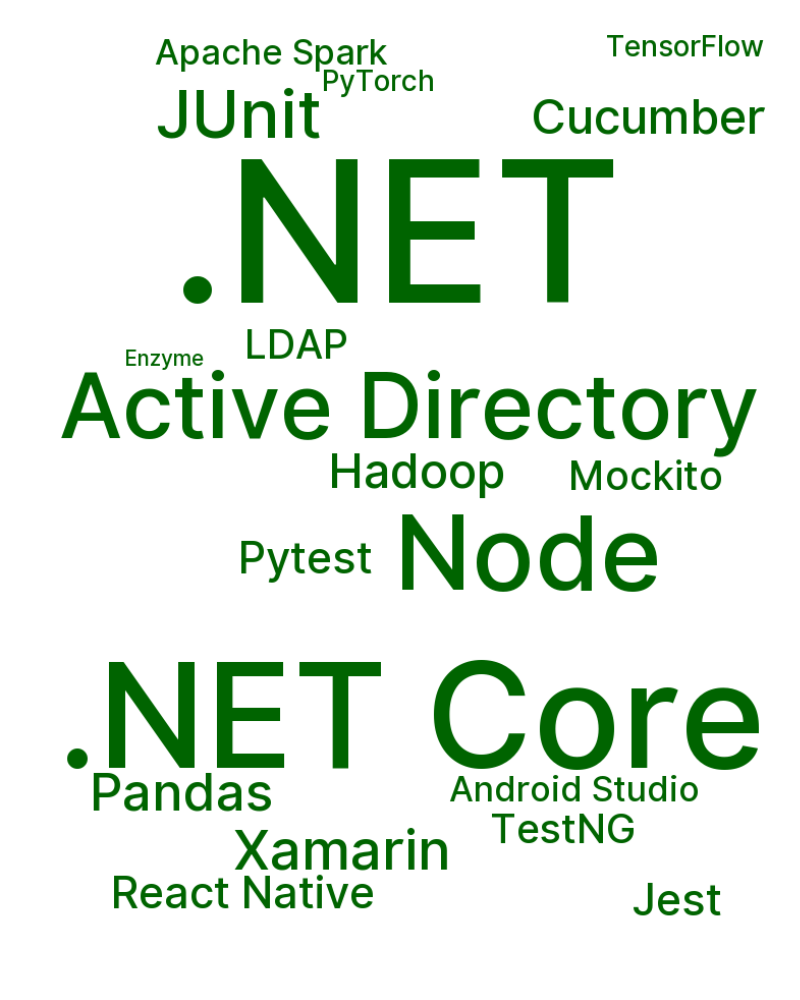 Apache Spark
TensorFlow
PyTorch
JUnit
Cucumber
.NET
LDAP
Enzyme
Active Directory
Hadoop
Mockito
Node
Pytest
.NET Core
Pandas
Android Studio
TestNG
Xamarin
React Native
Jest